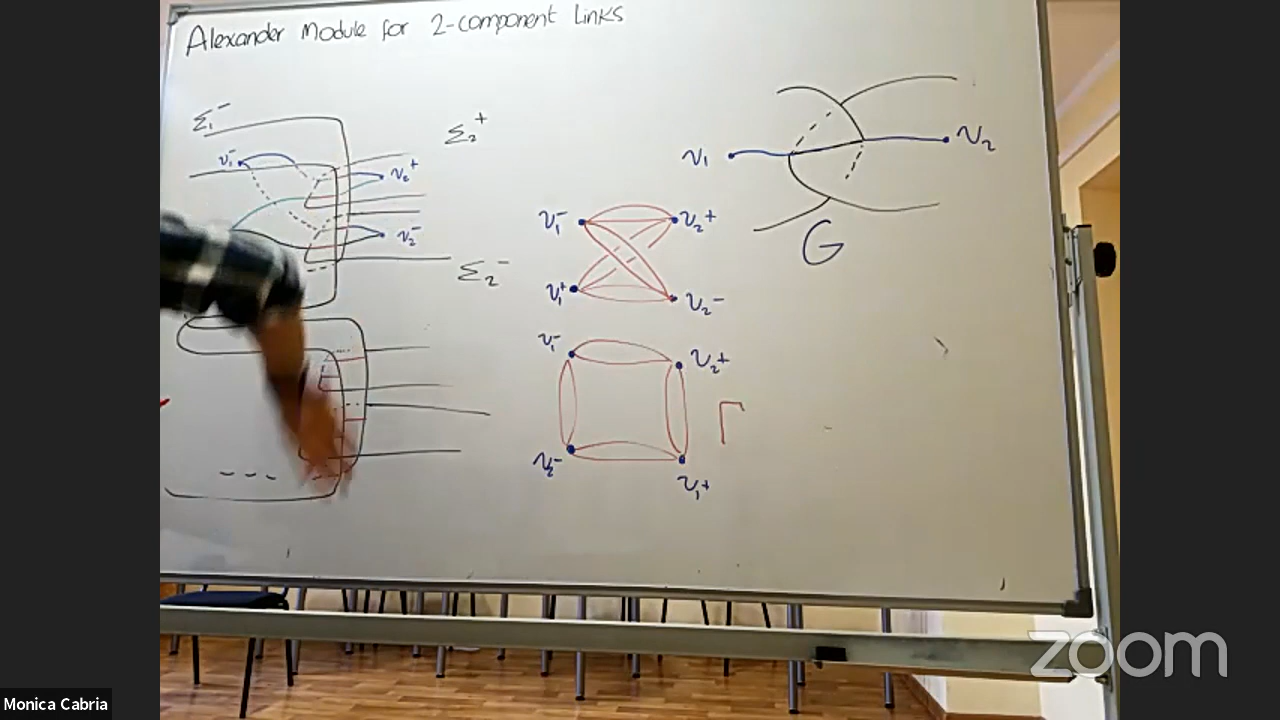 Alexander Module for 2-component Links
Σ₁⁻
Σ₂⁺
v₁⁻
v₂⁺
v₂⁻
Σ₂⁻
v₁
v₂
G
v₁⁻
v₂⁺
v₁⁺
v₂⁻
v₁⁻
v₂⁺
Γ
v₂⁻
v₁⁺
zoom
Monica Cabria